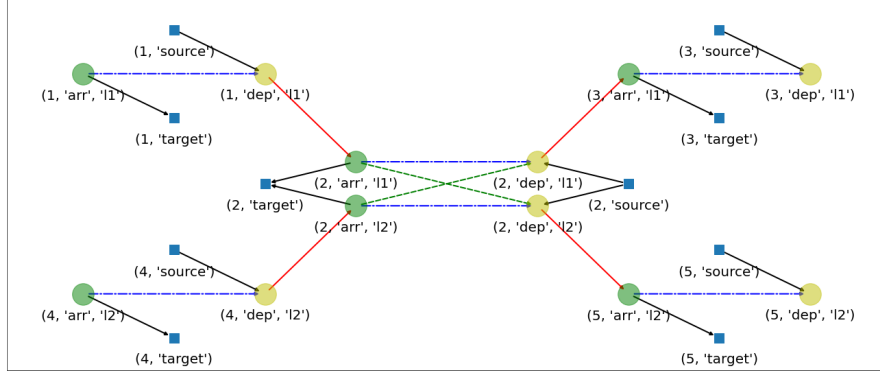 (1, 'source')
(3, 'source')
(1, 'arr', 'l1')
(1, 'dep', 'l1')
(3, 'arr', 'l1')
(3, 'dep', 'l1')
(1, 'target')
(3, 'target')
(2, 'arr', 'l1')
(2, 'dep', 'l1')
(2, 'target')
(2, 'source')
(2, 'arr', 'l2')
(2, 'dep', 'l2')
(4, 'source')
(5, 'source')
(4, 'arr', 'l2')
(4, 'dep', 'l2')
(5, 'arr', 'l2')
(5, 'dep', 'l2')
(4, 'target')
(5, 'target')